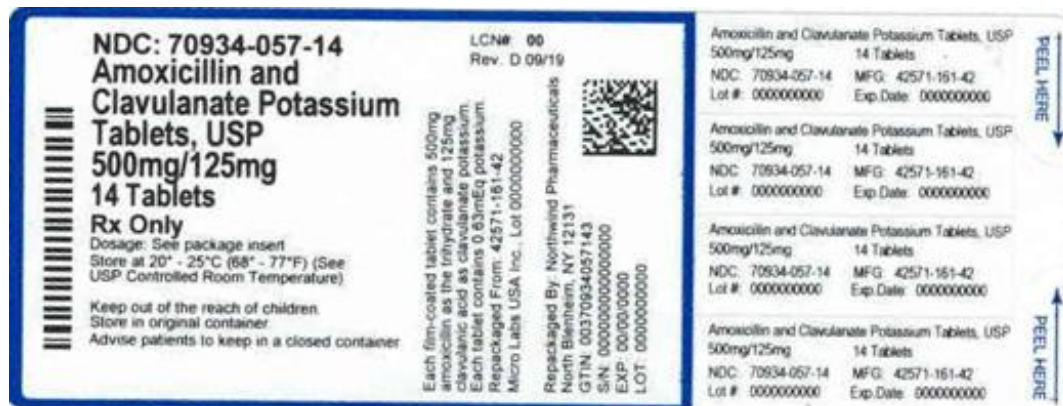 NDC: 70934-057-14
Amoxicillin and
Clavulanate Potassium
Tablets, USP
500mg/125mg
14 Tablets
Rx Only
Dosage: See package insert
Store at 20° - 25°C (68° - 77°F) (See
USP Controlled Room Temperature)
Keep out of the reach of children.
Store in original container
Advise patients to keep in a closed container
LCN#: 00
Rev. D 09/19
Each film-coated tablet contains 500mg
amoxicillin as the trihydrate and 125mg
clavulanic acid as clavulanate potassium.
Each tablet contains 0.63mEq potassium.
Repackaged From: 42571-161-42
Micro Labs USA Inc. Lot 0000000000
Repackaged By: Northwind Pharmaceuticals
North Blenheim, NY 12131
GTIN: 00370934057143
S/N:
EXP: 00/00/0000
LOT: 0000000000
Amoxicillin and Clavulanate Potassium Tablets, USP
500mg/125mg 14 Tablets
NDC: 70934-057-14 MFG: 42571-161-42
Lot #: 0000000000 Exp.Date: 0000000000
Amoxicillin and Clavulanate Potassium Tablets, USP
500mg/125mg 14 Tablets
NDC: 70934-057-14 MFG: 42571-161-42
Lot #: 0000000000 Exp.Date: 0000000000
Amoxicillin and Clavulanate Potassium Tablets, USP
500mg/125mg 14 Tablets
NDC: 70934-057-14 MFG: 42571-161-42
Lot #: 0000000000 Exp.Date: 0000000000
Amoxicillin and Clavulanate Potassium Tablets, USP
500mg/125mg 14 Tablets
NDC: 70934-057-14 MFG: 42571-161-42
Lot #: 0000000000 Exp.Date: 0000000000
PEEL HERE
PEEL HERE